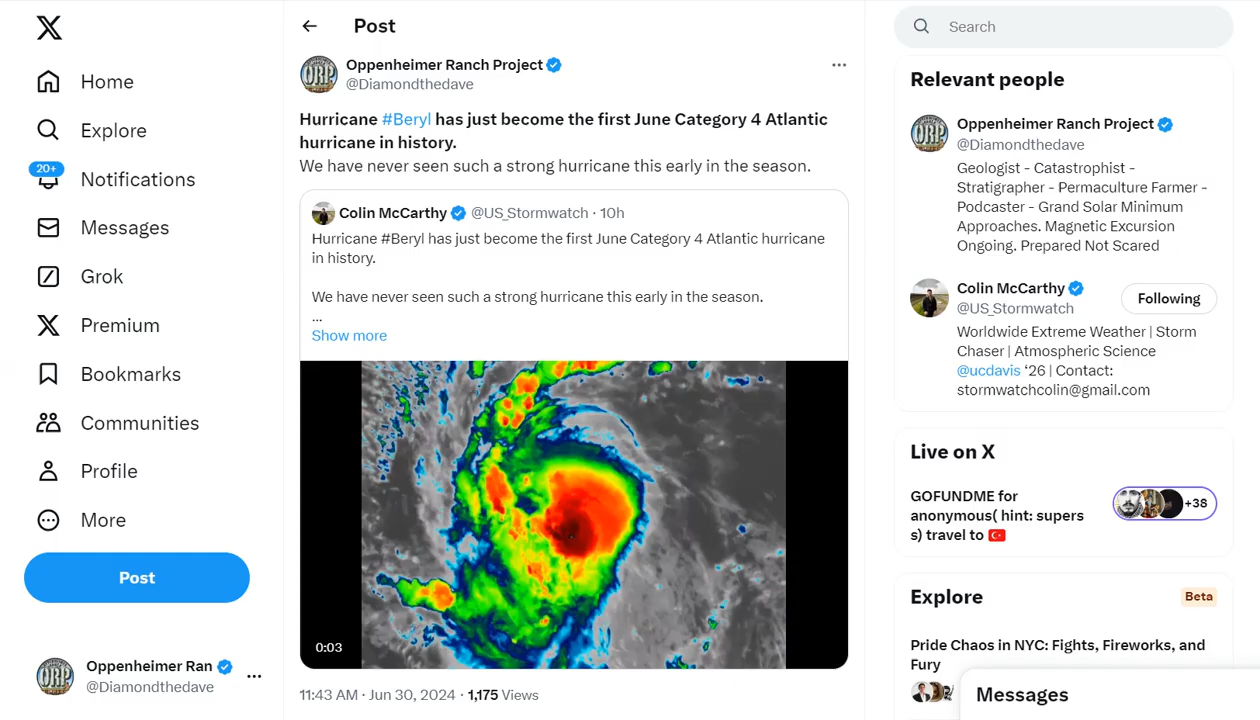 Home
Explore
20+
Notifications
Messages
Grok
Premium
Bookmarks
Communities
Profile
More
Post
Oppenheimer Ran
@Diamondthedave
Post
ORP
Oppenheimer Ranch Project
@Diamondthedave
Hurricane #Beryl has just become the first June Category 4 Atlantic
hurricane in history.
We have never seen such a strong hurricane this early in the season.
Colin McCarthy @US_Stormwatch · 10h
Hurricane #Beryl has just become the first June Category 4 Atlantic hurricane
in history.
We have never seen such a strong hurricane this early in the season.
...
Show more
0:03
11:43 AM · Jun 30, 2024 · 1,175 Views
Search
Relevant people
ORP
Oppenheimer Ranch Project
@Diamondthedave
Geologist - Catastrophist -
Stratigrapher - Permaculture Farmer -
Podcaster - Grand Solar Minimum
Approaches. Magnetic Excursion
Ongoing. Prepared Not Scared
Colin McCarthy
@US_Stormwatch
Following
Worldwide Extreme Weather | Storm
Chaser | Atmospheric Science
@ucdavis ‘26 | Contact:
stormwatchcolin@gmail.com
Live on X
GOFUNDME for
anonymous( hint: supers
s) travel to
+38
Explore
Beta
Pride Chaos in NYC: Fights, Fireworks, and
Fury
Messages